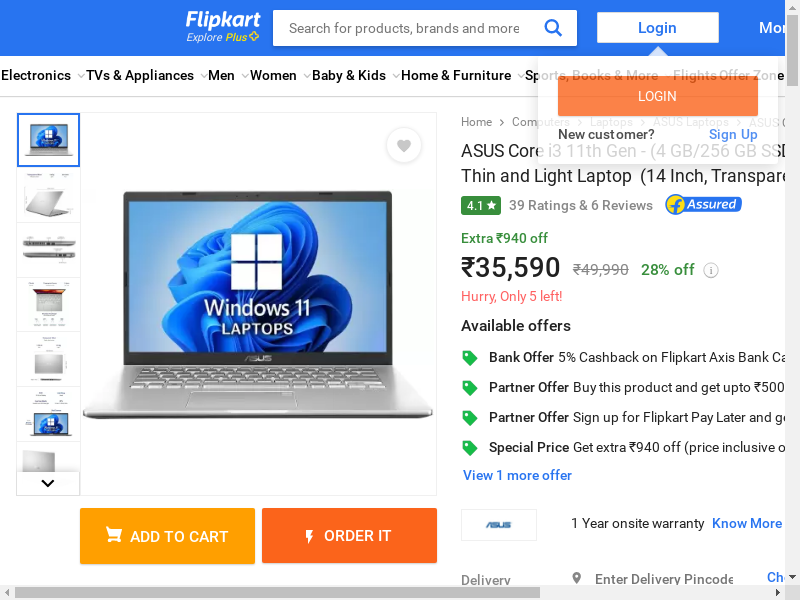 Flipkart
Explore Plus
Search for products, brands and more
Login
Mor
Electronics
TVs & Appliances
Men
Women
Baby & Kids
Home & Furniture
Sports, Books & More
Flights
Offer Zone
LOGIN
New customer?
Sign Up
Home
Computers
Laptops
ASUS Laptops
ASUS C
ASUS Core i3 11th Gen - (4 GB/256 GB SSD
Thin and Light Laptop (14 Inch, Transpare
4.1
39 Ratings & 6 Reviews
Assured
Extra ₹940 off
₹35,590
₹49,990
28% off
Hurry, Only 5 left!
Available offers
Bank Offer 5% Cashback on Flipkart Axis Bank Ca
Partner Offer Buy this product and get upto ₹500
Partner Offer Sign up for Flipkart Pay Later and ge
Special Price Get extra ₹940 off (price inclusive o
View 1 more offer
Windows 11
LAPTOPS
ASUS
ADD TO CART
ORDER IT
ASUS
1 Year onsite warranty
Know More
Delivery
Enter Delivery Pincode
Che